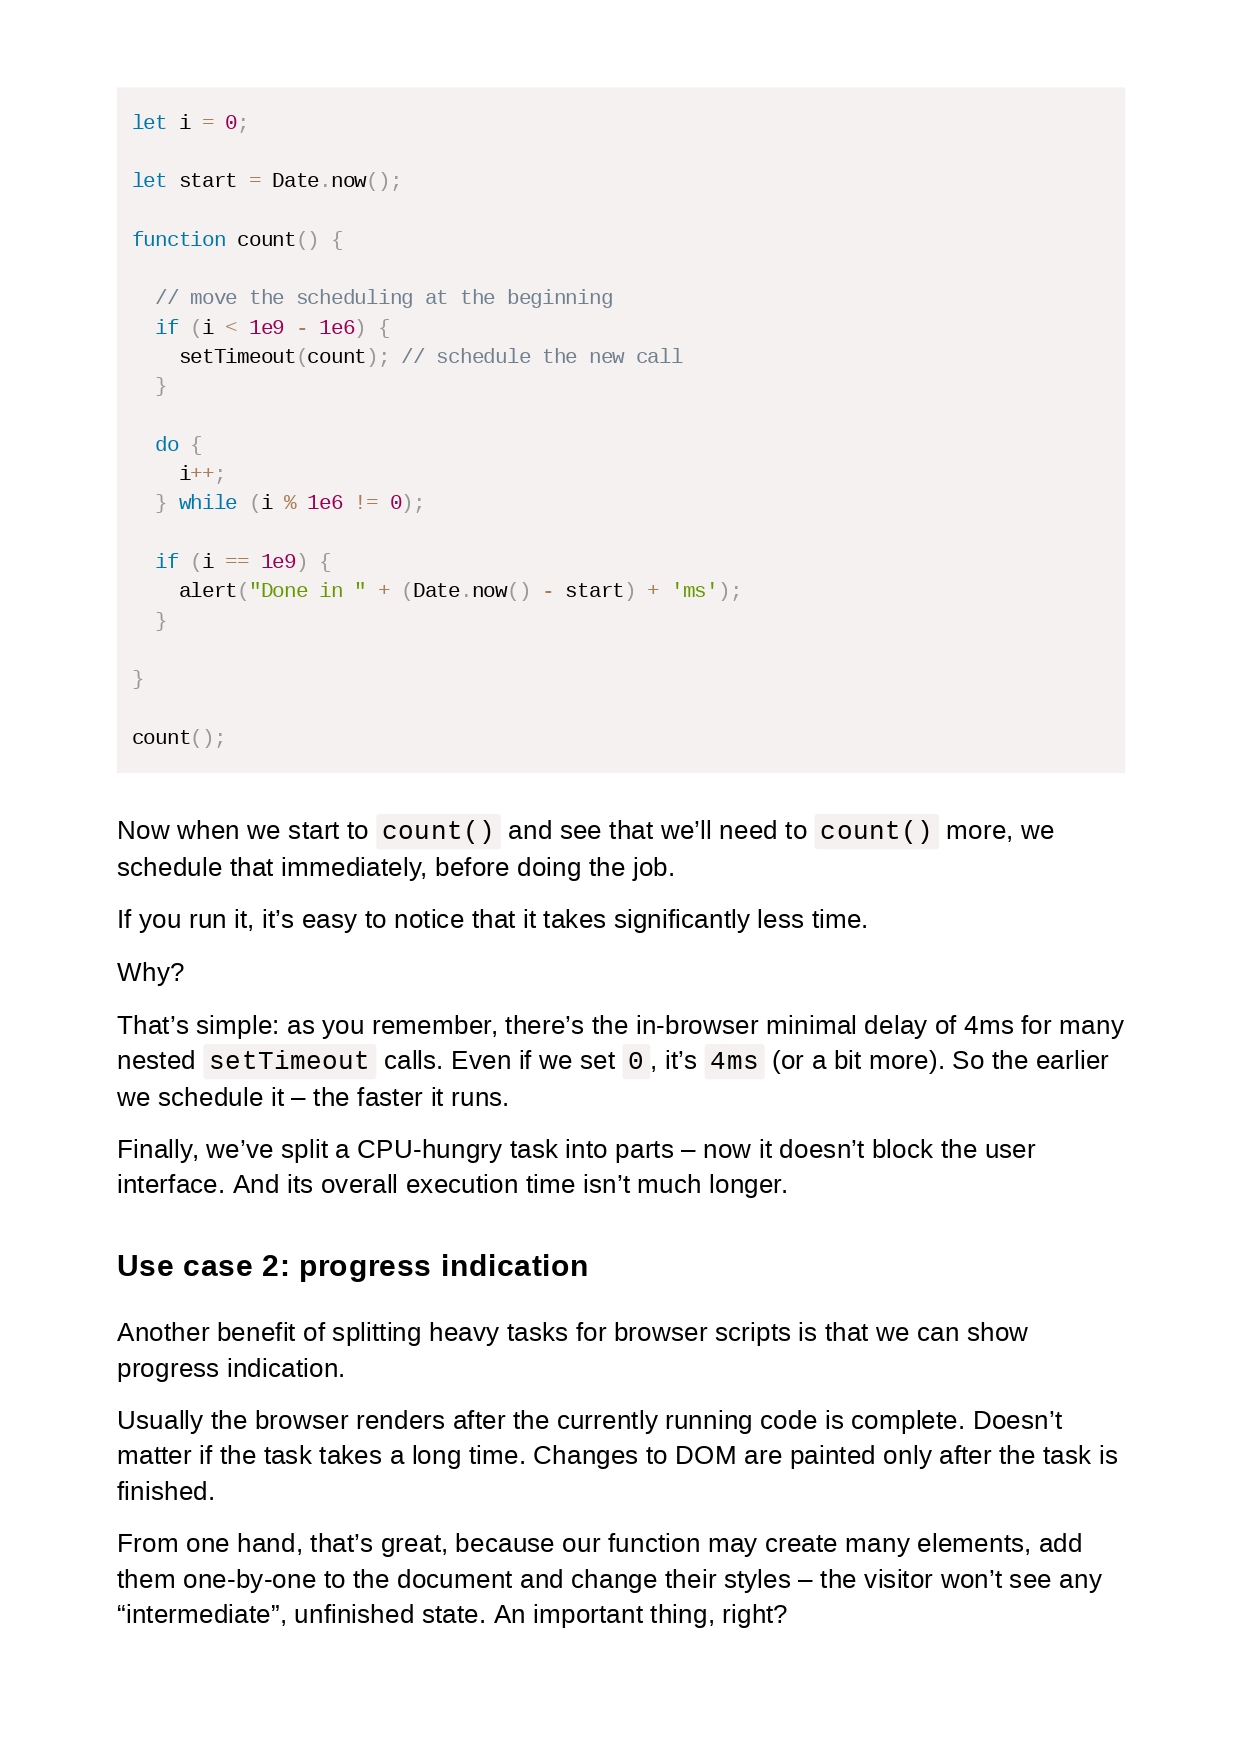 let i = 0;
let start = Date.now();
function count() {
  // move the scheduling at the beginning
  if (i < 1e9 - 1e6) {
    setTimeout(count); // schedule the new call
  }
  do {
    i++;
  } while (i % 1e6 != 0);
  if (i == 1e9) {
    alert("Done in " + (Date.now() - start) + 'ms');
  }
}
count();
Now when we start to count() and see that we’ll need to count() more, we
schedule that immediately, before doing the job.
If you run it, it’s easy to notice that it takes significantly less time.
Why?
That’s simple: as you remember, there’s the in-browser minimal delay of 4ms for many
nested setTimeout calls. Even if we set 0, it’s 4ms (or a bit more). So the earlier
we schedule it – the faster it runs.
Finally, we’ve split a CPU-hungry task into parts – now it doesn’t block the user
interface. And its overall execution time isn’t much longer.
Use case 2: progress indication
Another benefit of splitting heavy tasks for browser scripts is that we can show
progress indication.
Usually the browser renders after the currently running code is complete. Doesn’t
matter if the task takes a long time. Changes to DOM are painted only after the task is
finished.
From one hand, that’s great, because our function may create many elements, add
them one-by-one to the document and change their styles – the visitor won’t see any
“intermediate”, unfinished state. An important thing, right?